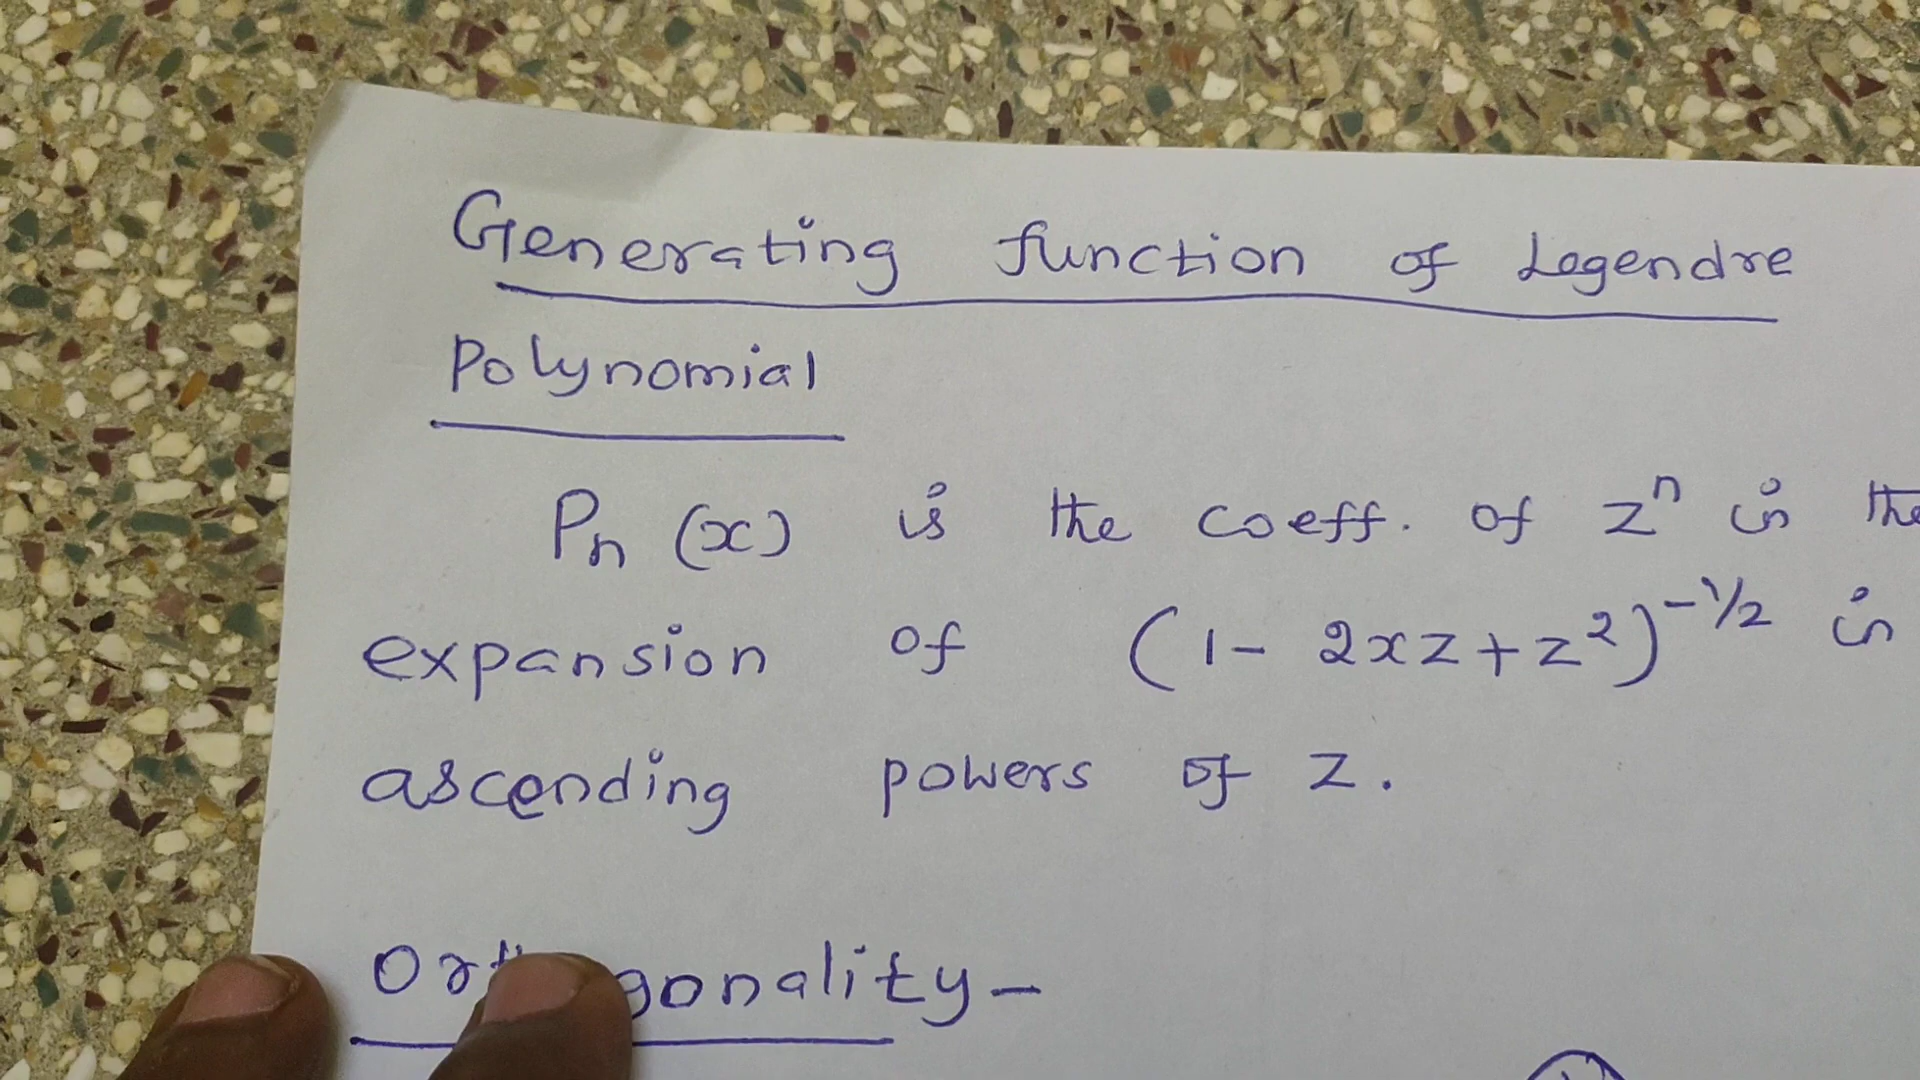 Generating function of Legendre
Polynomial
Pn (x) is the coeff. of zⁿ in the
expansion of (1 - 2xz + z²)^-1/2 in
ascending powers of z.